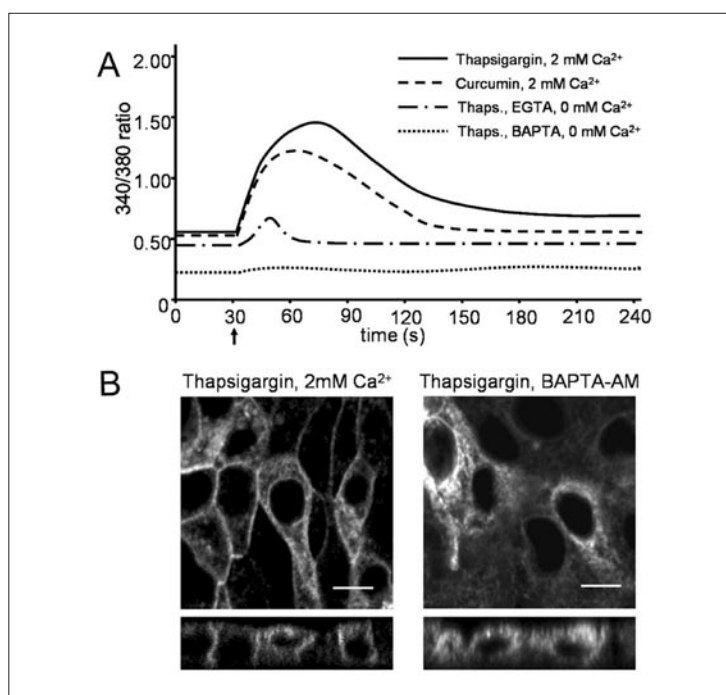 A
340/380 ratio
2.00
1.50
1.00
0.50
0
Thapsigargin, 2 mM Ca²⁺
Curcumin, 2 mM Ca²⁺
Thaps., EGTA, 0 mM Ca²⁺
Thaps., BAPTA, 0 mM Ca²⁺
0 30 60 90 120 150 180 210 240
time (s)
B
Thapsigargin, 2mM Ca²⁺
Thapsigargin, BAPTA-AM